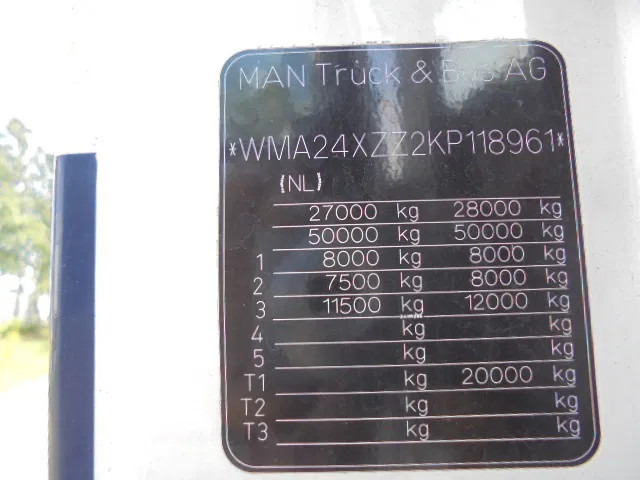 MAN Truck & Bus AG
*WMA24XZZ2KP118961*
(NL)
27000 kg 28000 kg
50000 kg 50000 kg
1 8000 kg 8000 kg
2 7500 kg 8000 kg
3 11500 kg 12000 kg
4 kg kg
5 kg kg
T1 kg 20000 kg
T2 kg kg
T3 kg kg